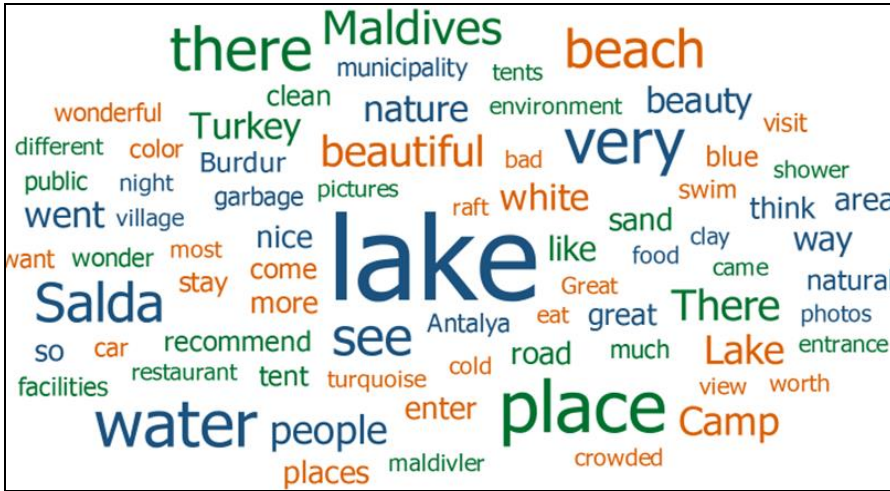 there Maldives beach
municipality tents
wonderful clean nature environment beauty visit
different color Turkey beautiful very blue
public night Burdur bad shower
garbage pictures raft white swim
went village nice lake like sand think area
want wonder most food clay way
stay come Great came natural
Salda more Antalya eat great There photos
so car recommend see road much Lake entrance
facilities restaurant tent turquoise cold view worth
water people enter place Camp
places maldivler crowded